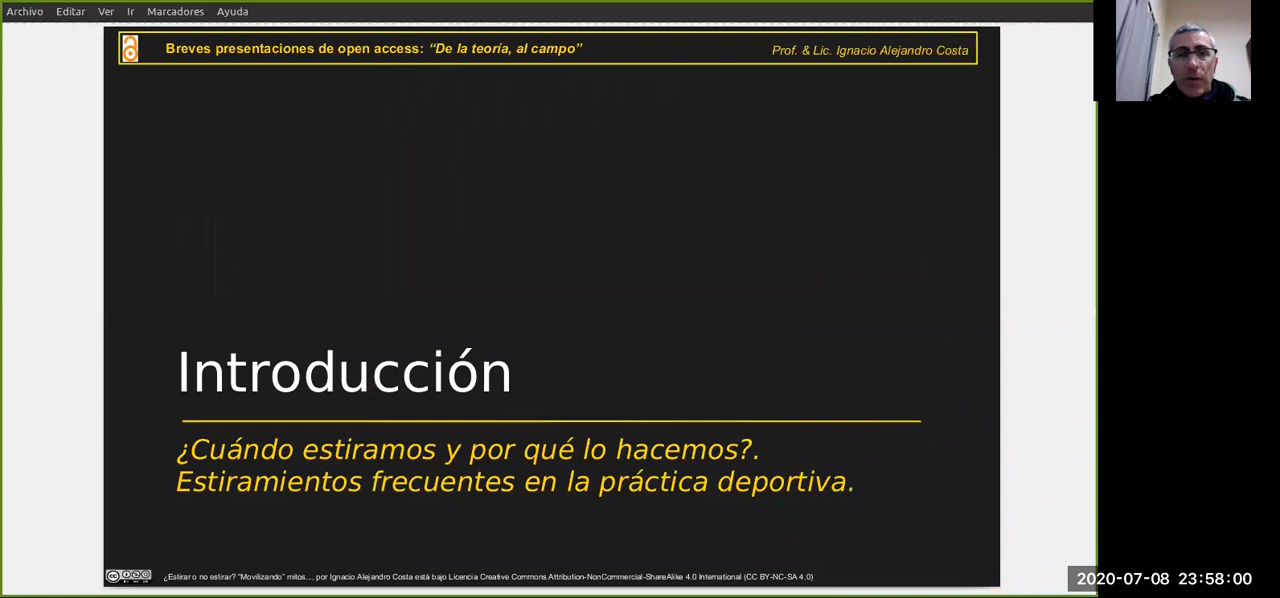 Archivo Editar Ver Ir Marcadores Ayuda
Breves presentaciones de open access: “De la teoría, al campo”
Prof. & Lic. Ignacio Alejandro Costa
Introducción
¿Cuándo estiramos y por qué lo hacemos?.
Estiramientos frecuentes en la práctica deportiva.
¿Estirar o no estirar? "Movilizando" mitos..., por Ignacio Alejandro Costa está bajo Licencia Creative Commons Attribution-NonCommercial-ShareAlike 4.0 International (CC BY-NC-SA 4.0)
2020-07-08 23:58:00